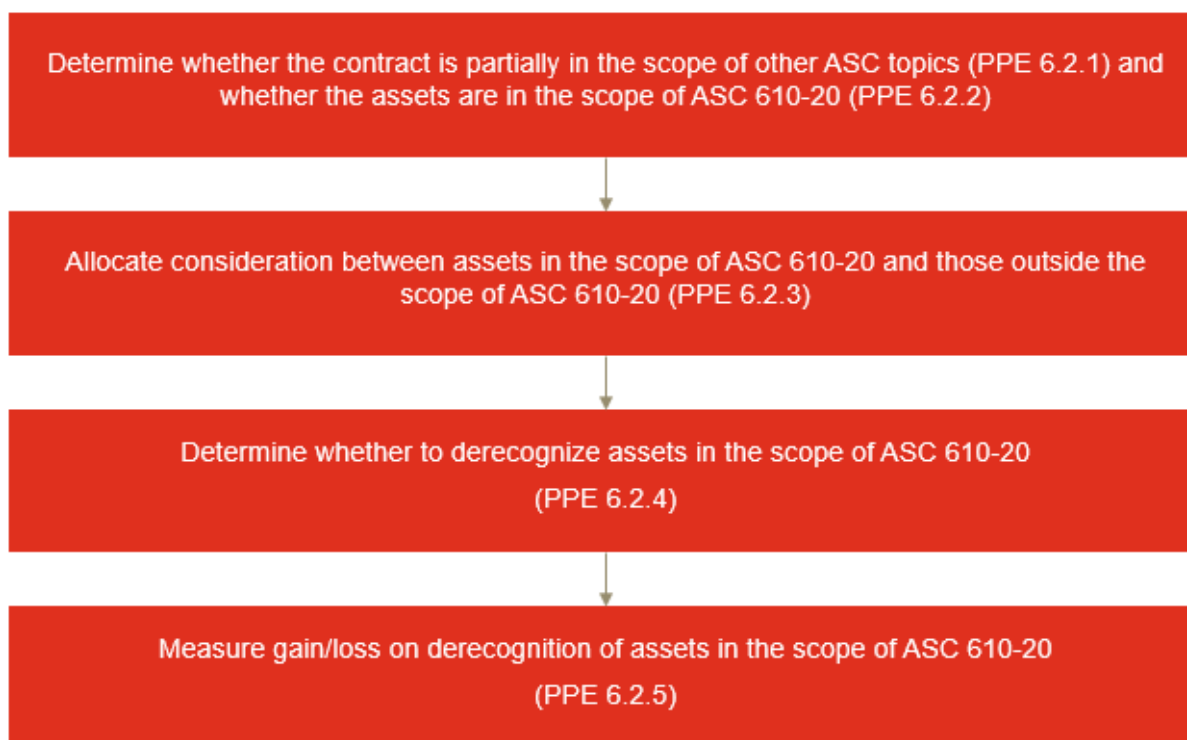 Determine whether the contract is partially in the scope of other ASC topics (PPE 6.2.1) and
whether the assets are in the scope of ASC 610-20 (PPE 6.2.2)
Allocate consideration between assets in the scope of ASC 610-20 and those outside the
scope of ASC 610-20 (PPE 6.2.3)
Determine whether to derecognize assets in the scope of ASC 610-20
(PPE 6.2.4)
Measure gain/loss on derecognition of assets in the scope of ASC 610-20
(PPE 6.2.5)